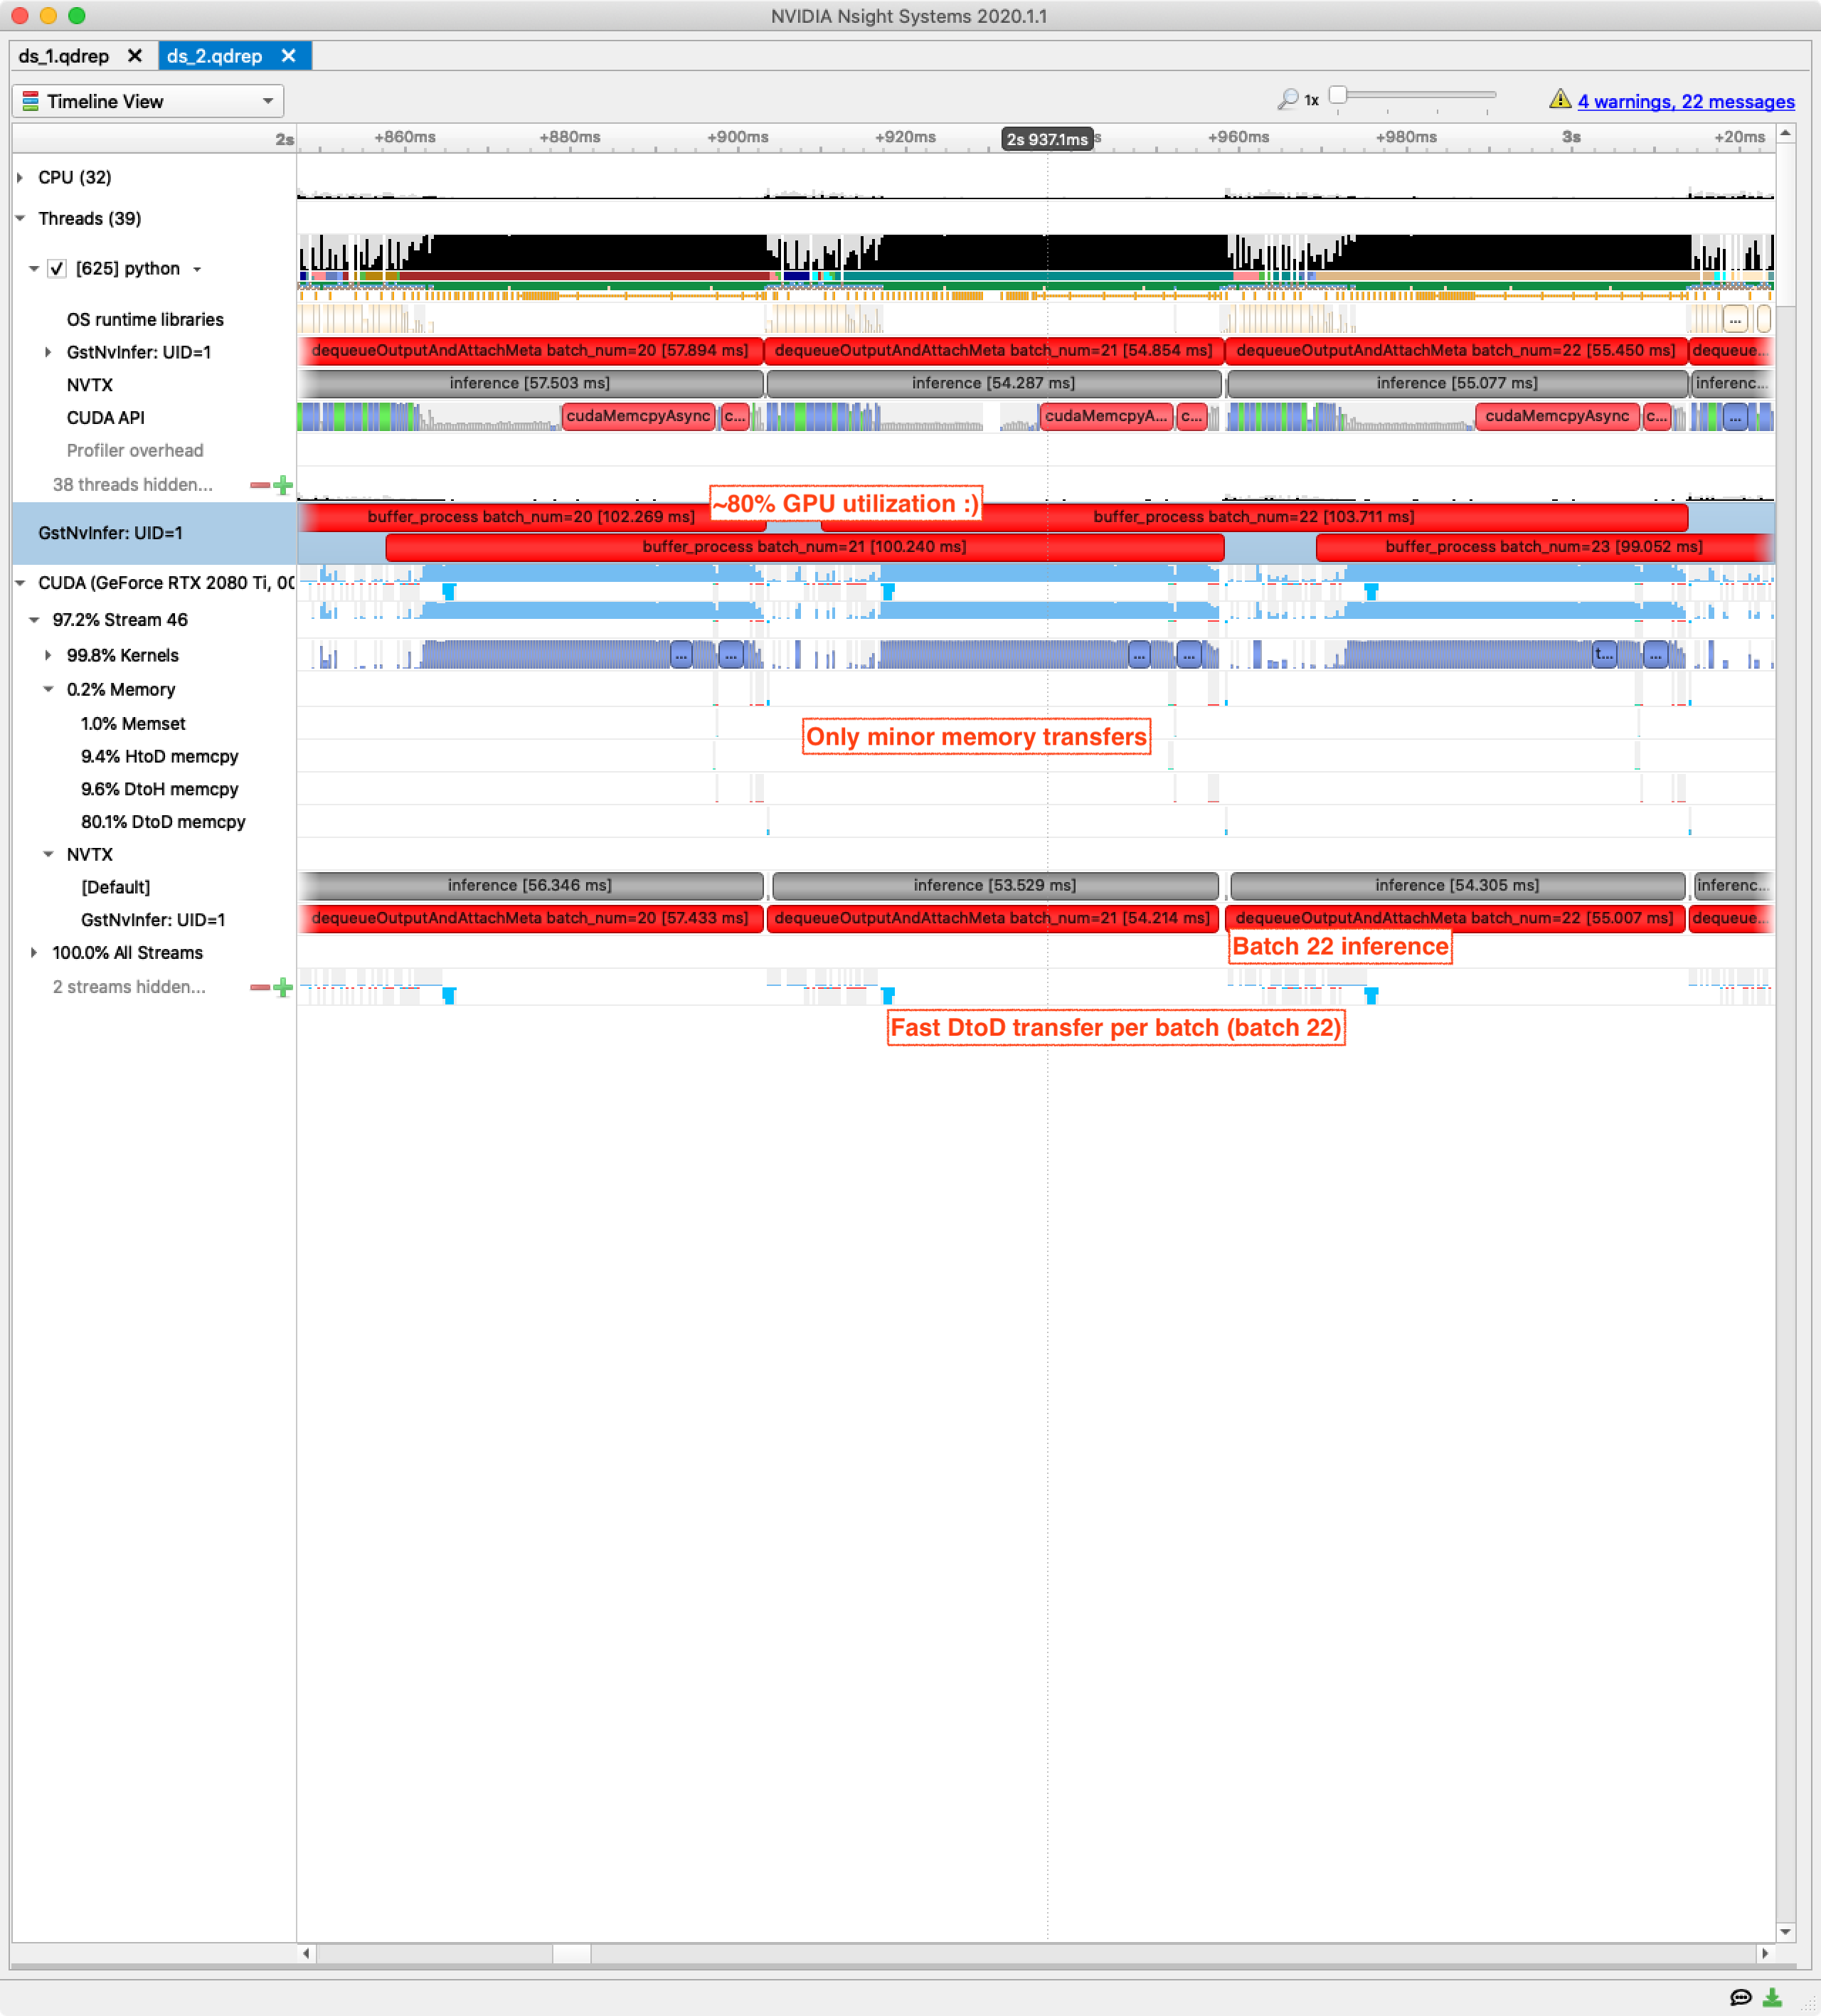 NVIDIA Nsight Systems 2020.1.1
ds_1.qdrep ds_2.qdrep
Timeline View 1x 4 warnings, 22 messages
2s +860ms +880ms +900ms +920ms 2s 937.1ms s +960ms +980ms 3s +20ms
CPU (32)
Threads (39)
[625] python
OS runtime libraries ...
GstNvInfer: UID=1 dequeueOutputAndAttachMeta batch_num=20 [57.894 ms] dequeueOutputAndAttachMeta batch_num=21 [54.854 ms] dequeueOutputAndAttachMeta batch_num=22 [55.450 ms] dequeue...
NVTX inference [57.503 ms] inference [54.287 ms] inference [55.077 ms] inferenc...
CUDA API cudaMemcpyAsync c... cudaMemcpyA... c... cudaMemcpyAsync c... ...
Profiler overhead
38 threads hidden...
~80% GPU utilization :)
buffer_process batch_num=20 [102.269 ms] buffer_process batch_num=22 [103.711 ms]
GstNvInfer: UID=1
buffer_process batch_num=21 [100.240 ms] buffer_process batch_num=23 [99.052 ms]
CUDA (GeForce RTX 2080 Ti, 00
97.2% Stream 46
99.8% Kernels ... ... ... ... t... ...
0.2% Memory
1.0% Memset
Only minor memory transfers
9.4% HtoD memcpy
9.6% DtoH memcpy
80.1% DtoD memcpy
NVTX
[Default] inference [56.346 ms] inference [53.529 ms] inference [54.305 ms] inferenc...
GstNvInfer: UID=1 dequeueOutputAndAttachMeta batch_num=20 [57.433 ms] dequeueOutputAndAttachMeta batch_num=21 [54.214 ms] dequeueOutputAndAttachMeta batch_num=22 [55.007 ms] dequeue...
Batch 22 inference
100.0% All Streams
2 streams hidden...
Fast DtoD transfer per batch (batch 22)